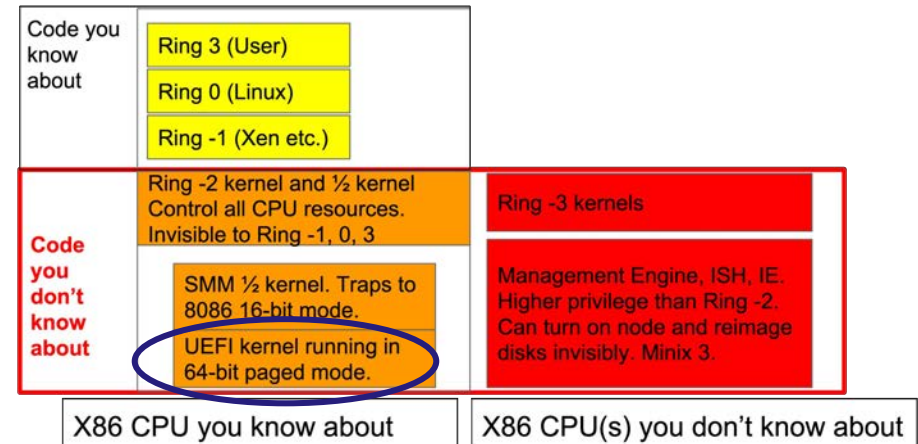 Code you
know
about
Ring 3 (User)
Ring 0 (Linux)
Ring -1 (Xen etc.)
Code
you
don't
know
about
Ring -2 kernel and ½ kernel
Control all CPU resources.
Invisible to Ring -1, 0, 3
SMM ½ kernel. Traps to
8086 16-bit mode.
UEFI kernel running in
64-bit paged mode.
Ring -3 kernels
Management Engine, ISH, IE.
Higher privilege than Ring -2.
Can turn on node and reimage
disks invisibly. Minix 3.
X86 CPU you know about
X86 CPU(s) you don't know about